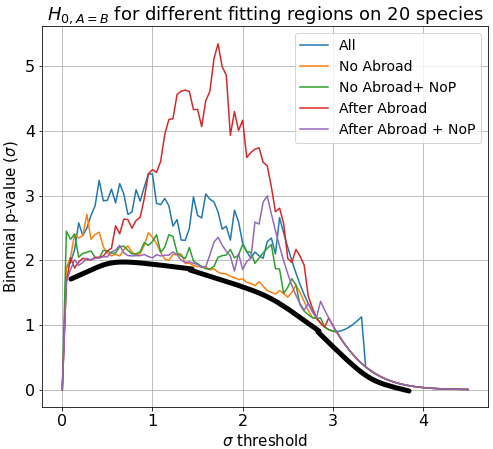 H₀,A=B for different fitting regions on 20 species
All
No Abroad
No Abroad+ NoP
After Abroad
After Abroad + NoP
Binomial p-value (σ)
5
4
3
2
1
0
0 1 2 3 4
σ threshold